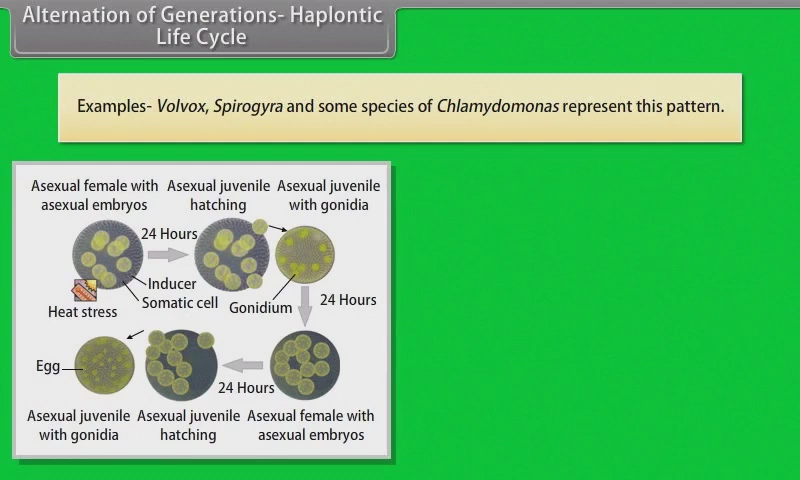 Alternation of Generations- Haplontic
Life Cycle
Examples- Volvox, Spirogyra and some species of Chlamydomonas represent this pattern.
Asexual female with
asexual embryos
Asexual juvenile
hatching
Asexual juvenile
with gonidia
24 Hours
Inducer
Somatic cell
Heat stress
Gonidium
24 Hours
Egg
24 Hours
Asexual juvenile
with gonidia
Asexual juvenile
hatching
Asexual female with
asexual embryos